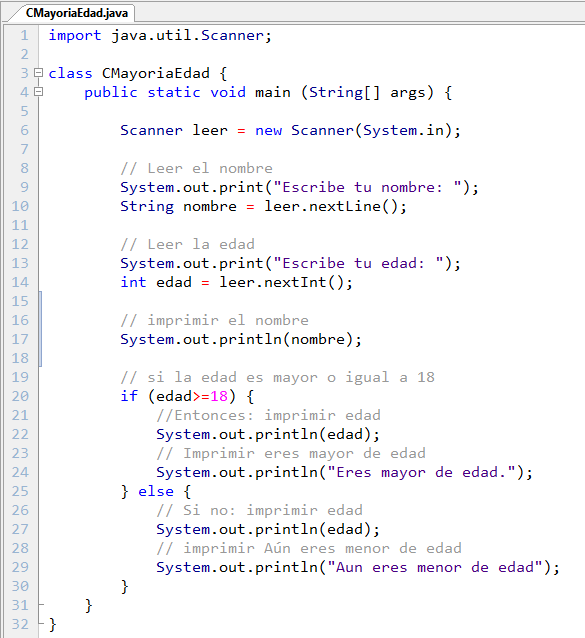 CMayoriaEdad.java
1 import java.util.Scanner;
2
3 class CMayoriaEdad {
4     public static void main (String[] args) {
5
6         Scanner leer = new Scanner(System.in);
7
8         // Leer el nombre
9         System.out.print("Escribe tu nombre: ");
10         String nombre = leer.nextLine();
11
12         // Leer la edad
13         System.out.print("Escribe tu edad: ");
14         int edad = leer.nextInt();
15
16         // imprimir el nombre
17         System.out.println(nombre);
18
19         // si la edad es mayor o igual a 18
20         if (edad>=18) {
21             //Entonces: imprimir edad
22             System.out.println(edad);
23             // Imprimir eres mayor de edad
24             System.out.println("Eres mayor de edad.");
25         } else {
26             // Si no: imprimir edad
27             System.out.println(edad);
28             // imprimir Aún eres menor de edad
29             System.out.println("Aun eres menor de edad");
30         }
31     }
32 }